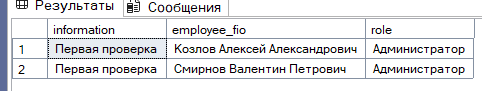 Результаты Сообщения
information employee_fio role
1 Первая проверка Козлов Алексей Александрович Администратор
2 Первая проверка Смирнов Валентин Петрович Администратор